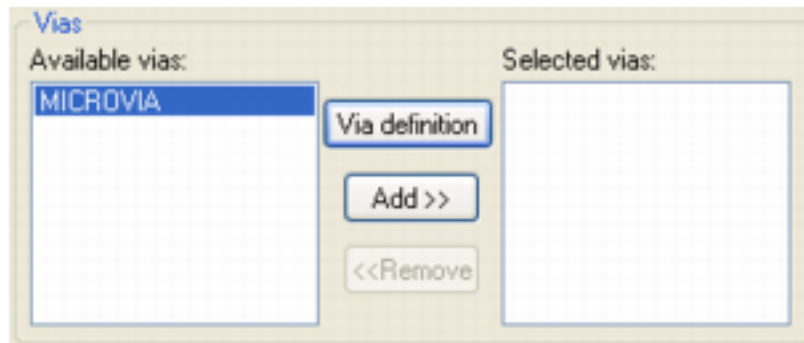 Vias
Available vias:
Selected vias:
MICROVIA
Via definition
Add >>
<<Remove